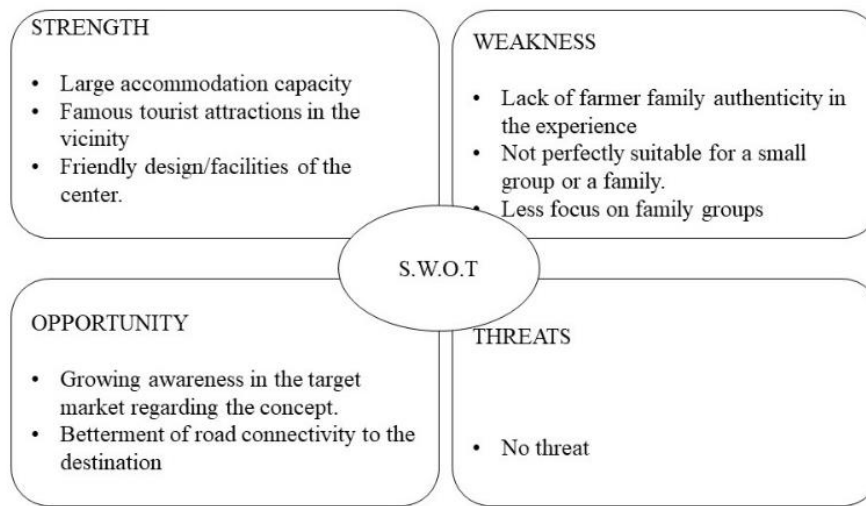 STRENGTH
• Large accommodation capacity
• Famous tourist attractions in the
vicinity
• Friendly design/facilities of the
center.
WEAKNESS
• Lack of farmer family authenticity in
the experience
• Not perfectly suitable for a small
group or a family.
• Less focus on family groups
S.W.O.T
OPPORTUNITY
• Growing awareness in the target
market regarding the concept.
• Betterment of road connectivity to the
destination
THREATS
• No threat